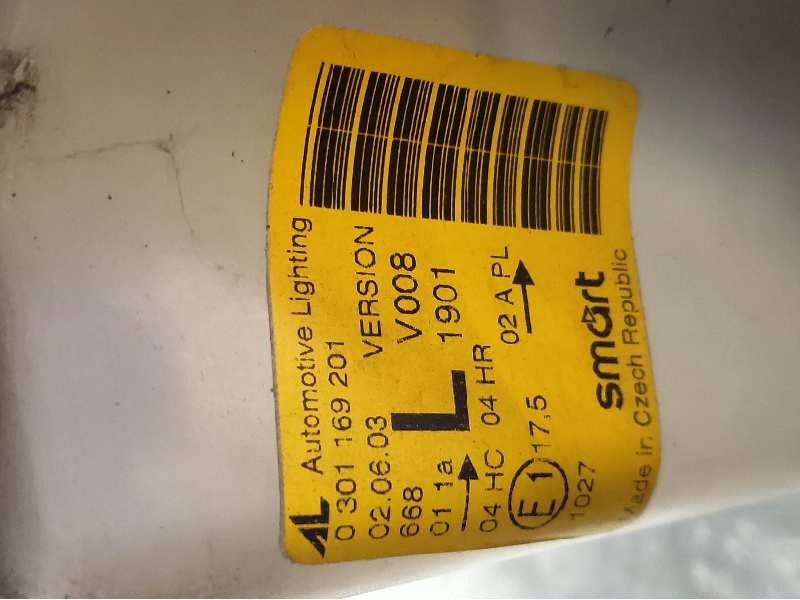 AL Automotive Lighting
0 301 169 201
02.06.03 VERSION
668 L V008
01 1a 1901
04 HC 04 HR 02 A PL
E1 17,5
1027 smart
Made in Czech Republic